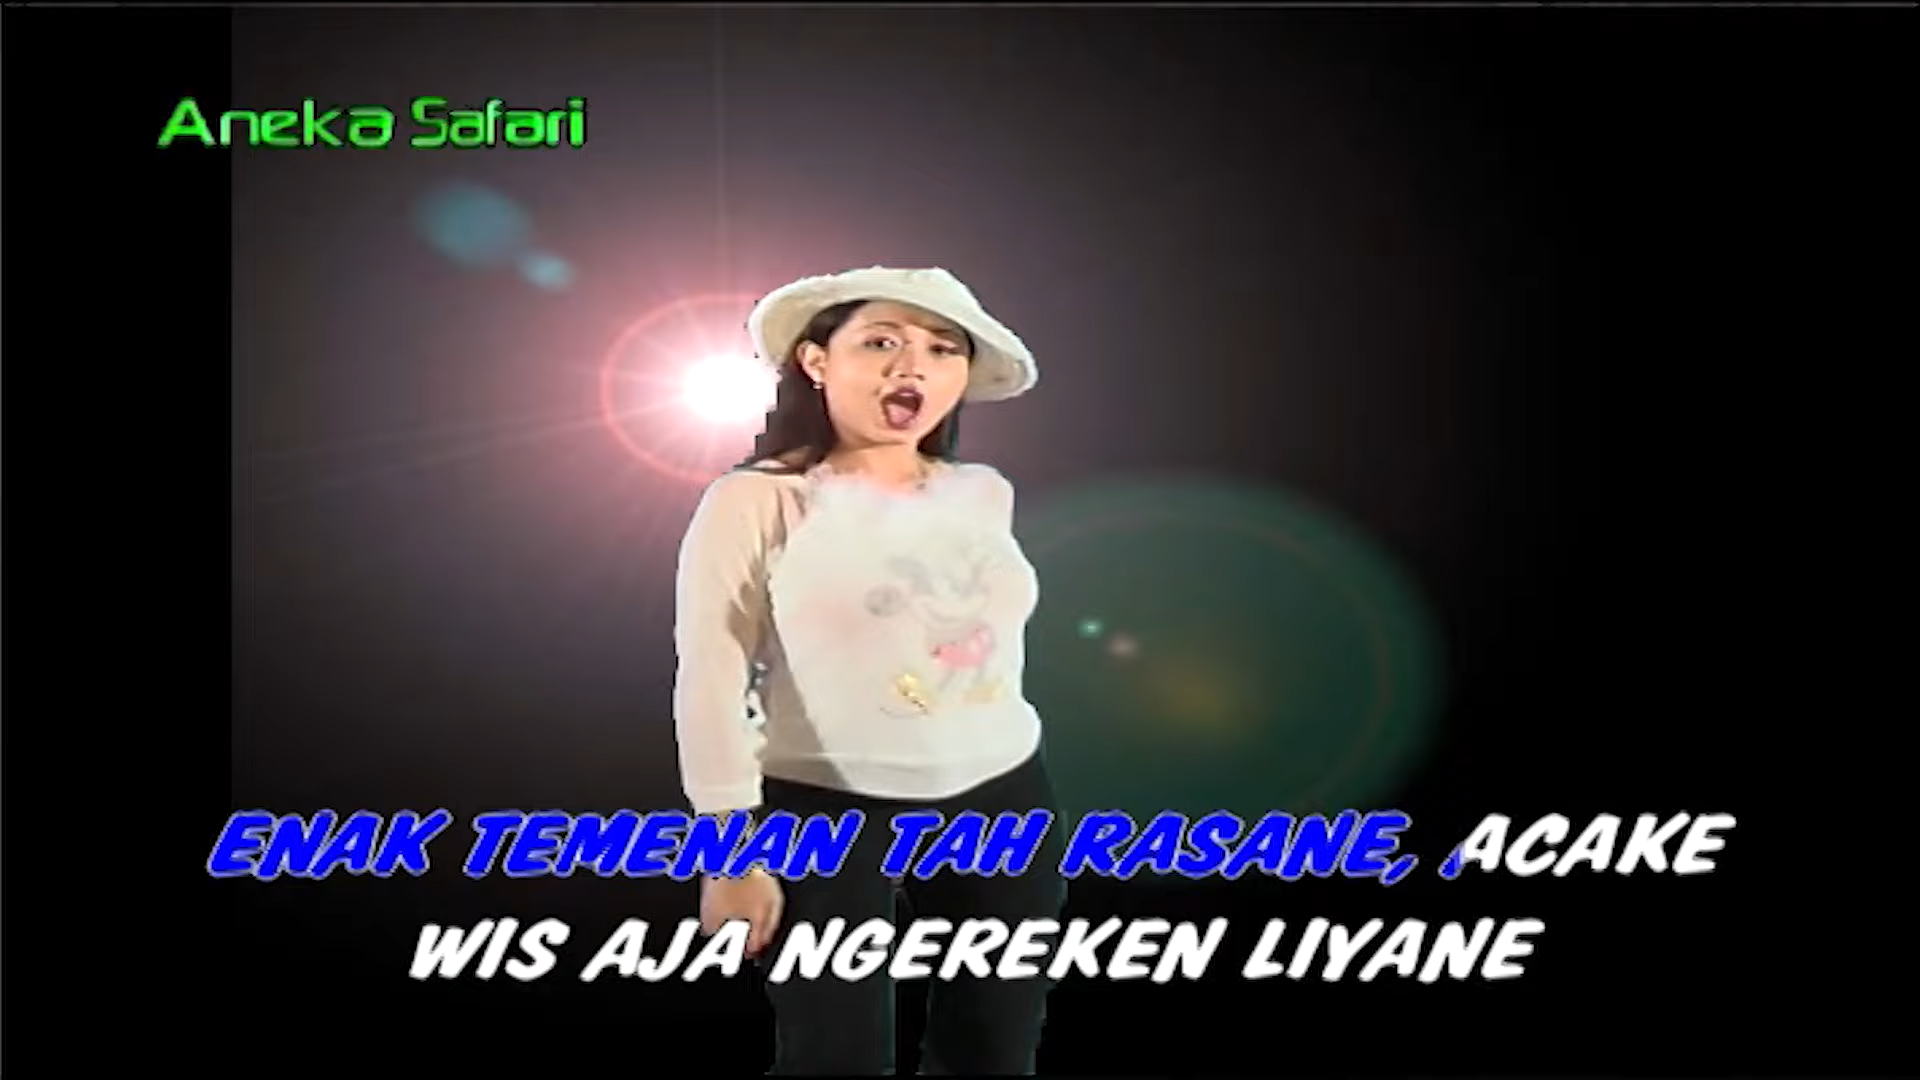 Aneka Safari
ENAK TEMENAN TAH RASANE, ACAKE
WIS AJA NGEREKEN LIYANE